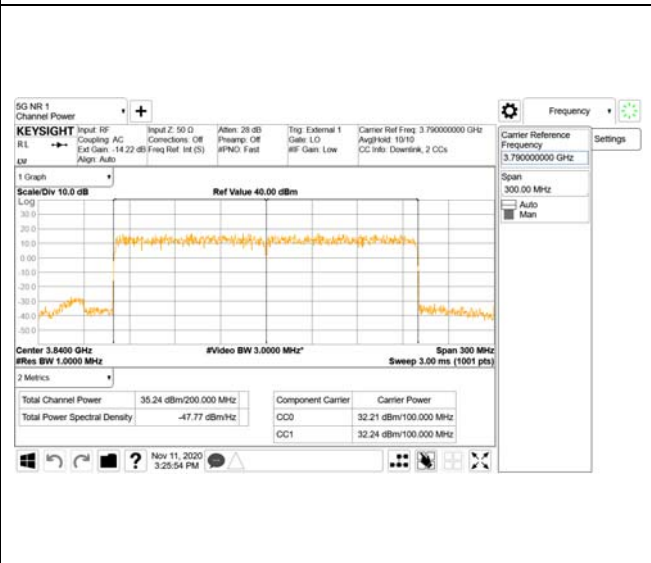 5G NR 1
Channel Power
Frequency
Settings
KEYSIGHT
RL
Input: RF
Coupling: AC
Ext Gain: -14.22 dB
Align: Auto
Input Z: 50 Ω
Corrections: Off
Freq Ref: Int (S)
Atten: 28 dB
Preamp: Off
#PNO: Fast
Trig: External 1
Gate: LO
#IF Gain: Low
Carrier Ref Freq: 3.790000000 GHz
Avg|Hold: 10/10
CC Info: Downlink, 2 CCs
Carrier Reference
Frequency
3.790000000 GHz
Span
300.00 MHz
Auto
Man
1 Graph
Scale/Div 10.0 dB
Ref Value 40.00 dBm
Log
30.0
20.0
10.0
0.00
-10.0
-20.0
-30.0
-40.0
-50.0
Center 3.8400 GHz
#Video BW 3.0000 MHz*
Span 300 MHz
#Res BW 1.0000 MHz
Sweep 3.00 ms (1001 pts)
2 Metrics
Total Channel Power 35.24 dBm/200.000 MHz
Total Power Spectral Density -47.77 dBm/Hz
Component Carrier Carrier Power
CC0 32.21 dBm/100.000 MHz
CC1 32.24 dBm/100.000 MHz
Nov 11, 2020
3:25:54 PM